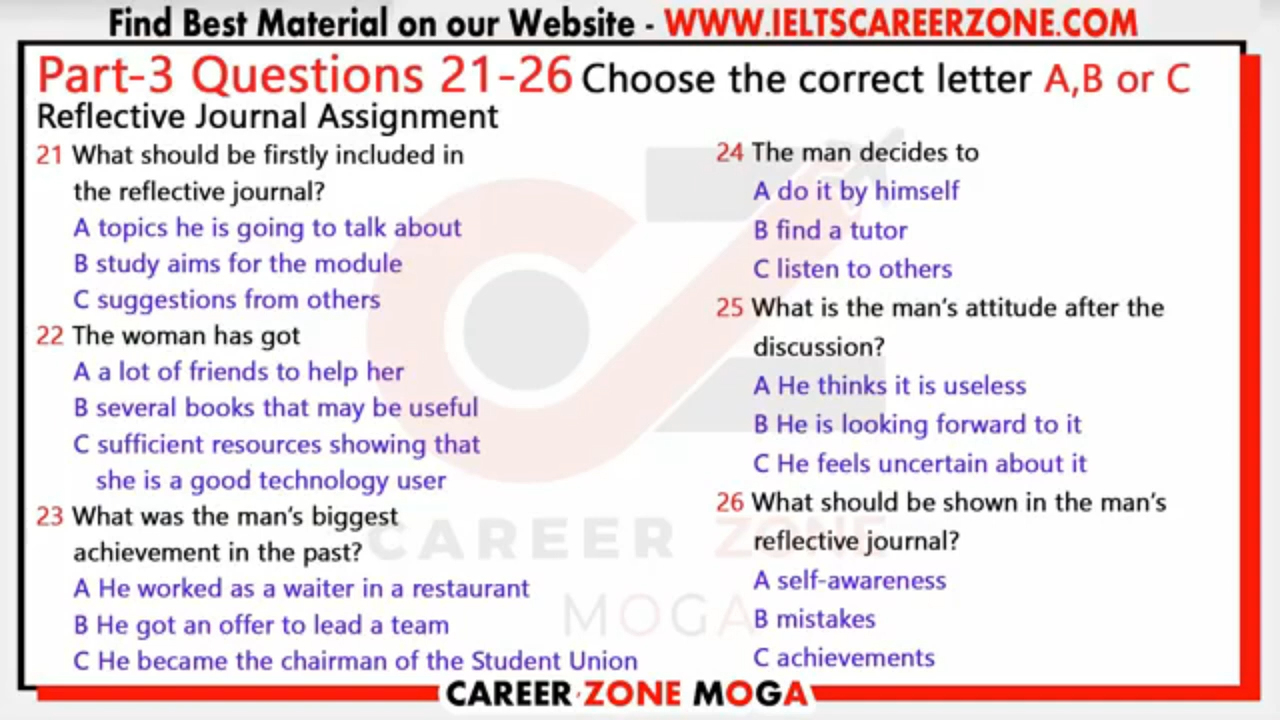 Find Best Material on our Website - WWW.IELTSCAREERZONE.COM
Part-3 Questions 21-26 Choose the correct letter A,B or C
Reflective Journal Assignment
21 What should be firstly included in
the reflective journal?
A topics he is going to talk about
B study aims for the module
C suggestions from others
22 The woman has got
A a lot of friends to help her
B several books that may be useful
C sufficient resources showing that
she is a good technology user
23 What was the man's biggest
achievement in the past?
A He worked as a waiter in a restaurant
B He got an offer to lead a team
C He became the chairman of the Student Union
24 The man decides to
A do it by himself
B find a tutor
C listen to others
25 What is the man's attitude after the
discussion?
A He thinks it is useless
B He is looking forward to it
C He feels uncertain about it
26 What should be shown in the man's
reflective journal?
A self-awareness
B mistakes
C achievements
CAREER ZONE
MOGA
CAREER ZONE MOGA